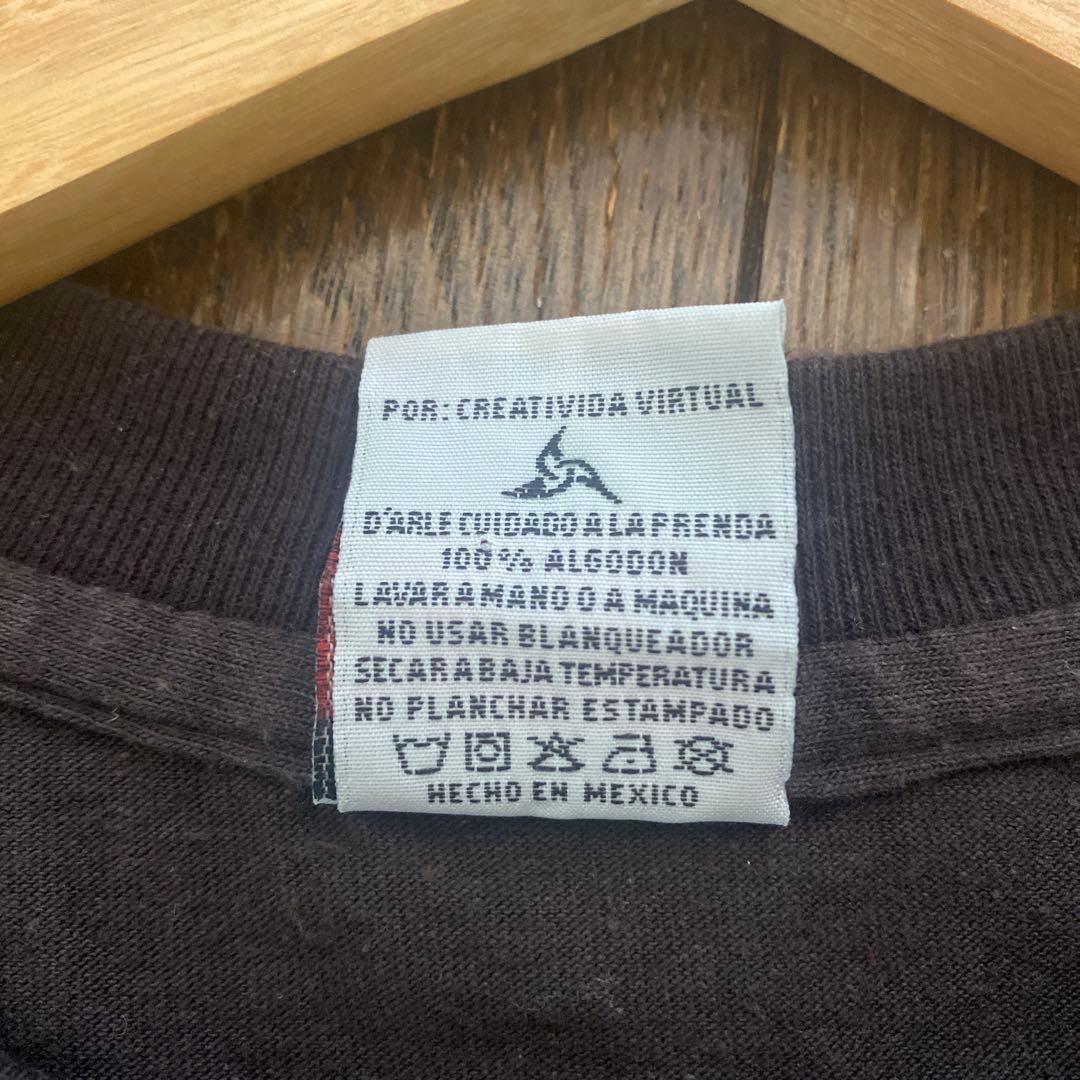 POR: CREATIVIDA VIRTUAL
D'ARLE CUIDADO A LA PRENDA
100% ALGODON
LAVAR A MANO O A MAQUINA
NO USAR BLANQUEADOR
SECAR A BAJA TEMPERATURA
NO PLANCHAR ESTAMPADO
HECHO EN MEXICO